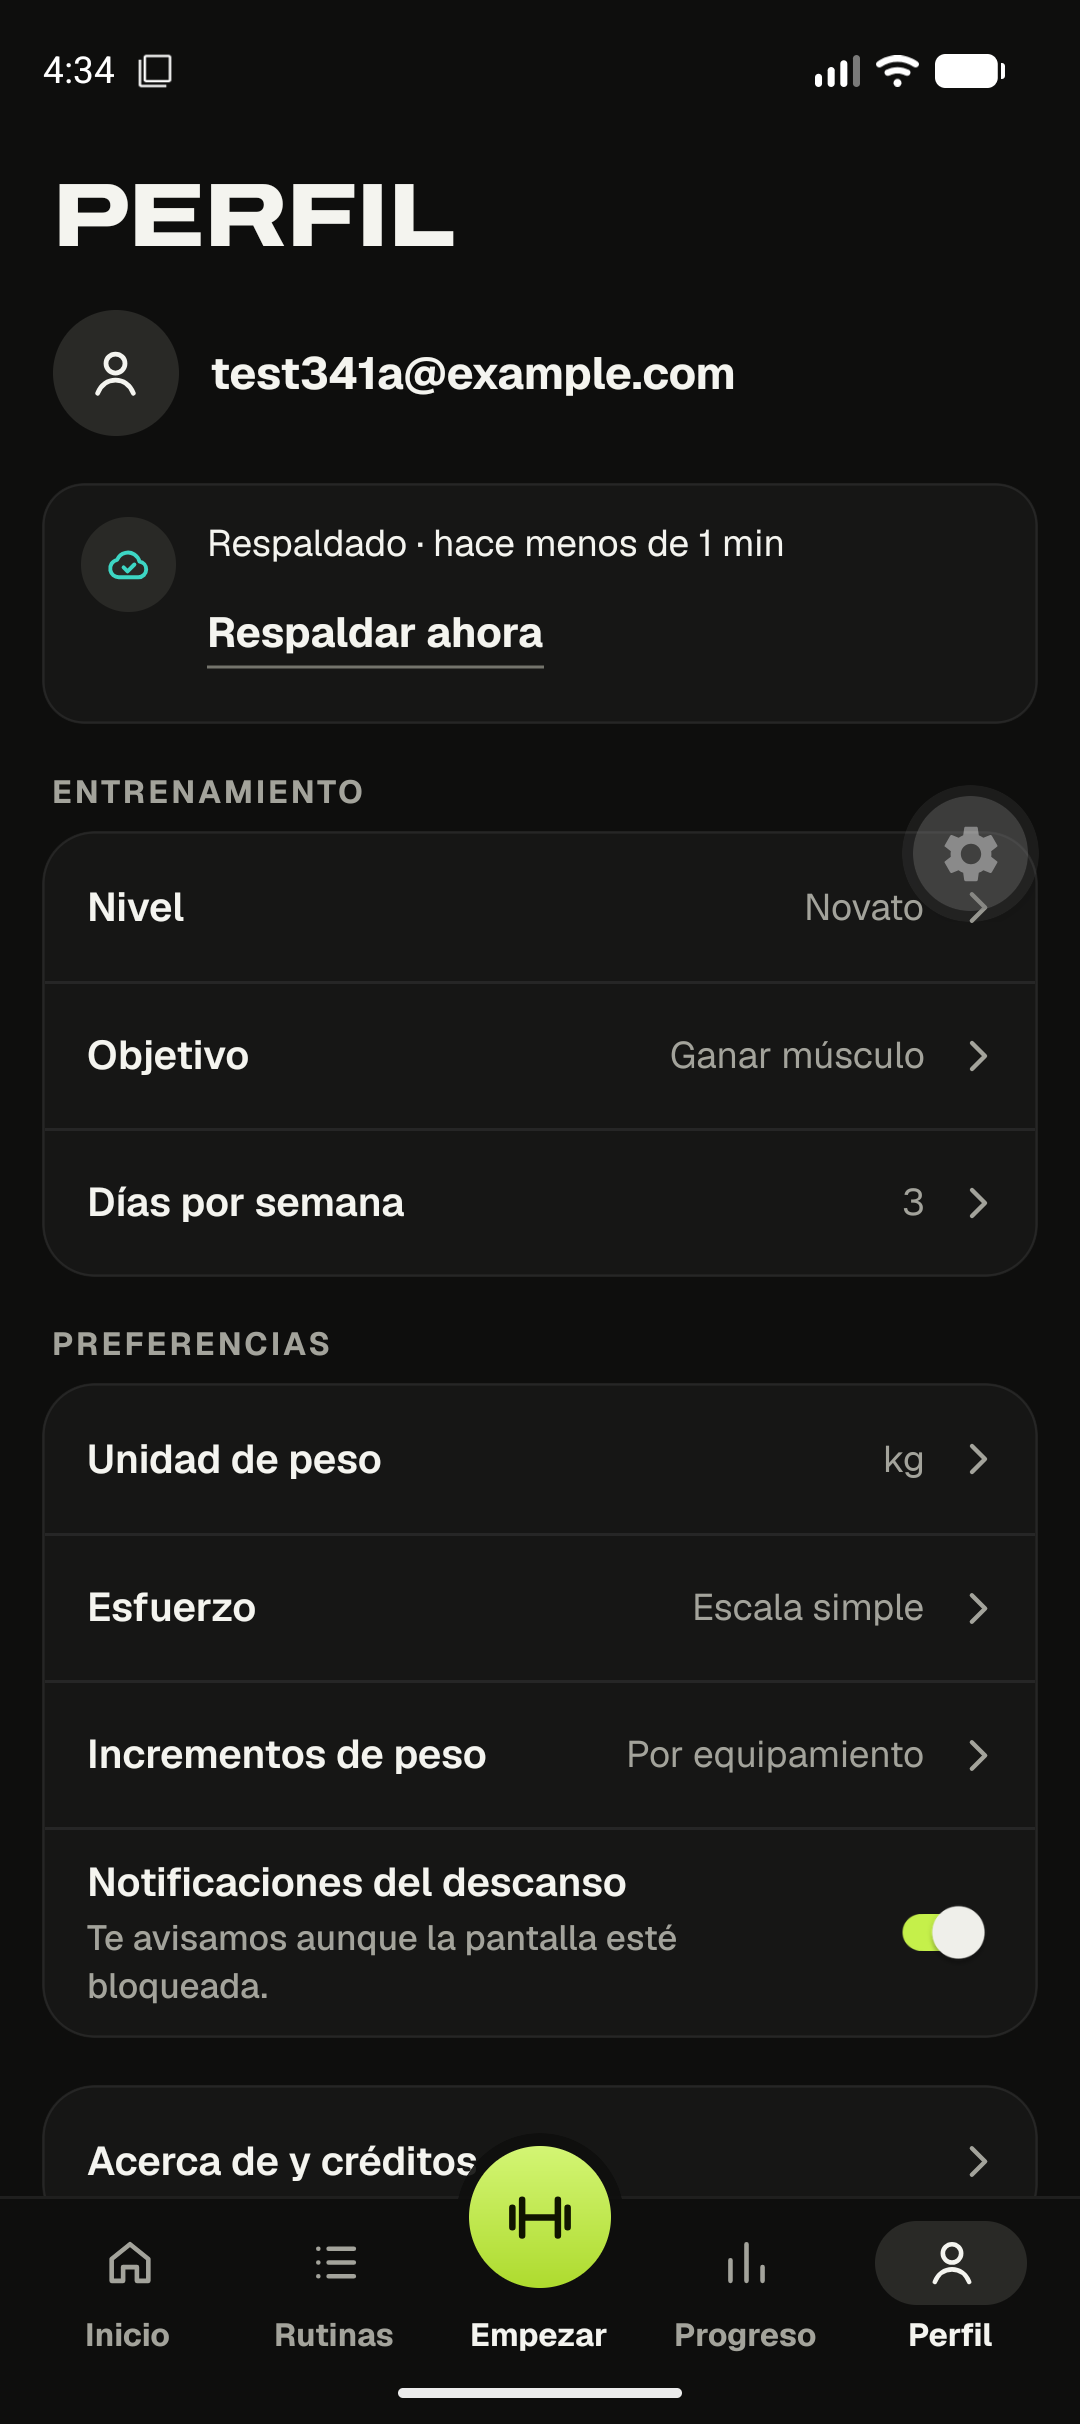 4:34
PERFIL
test341a@example.com
Respaldado · hace menos de 1 min
Respaldar ahora
ENTRENAMIENTO
Nivel Novato
Objetivo Ganar músculo
Días por semana 3
PREFERENCIAS
Unidad de peso kg
Esfuerzo Escala simple
Incrementos de peso Por equipamiento
Notificaciones del descanso
Te avisamos aunque la pantalla esté
bloqueada.
Acerca de y créditos
Inicio Rutinas Empezar Progreso Perfil